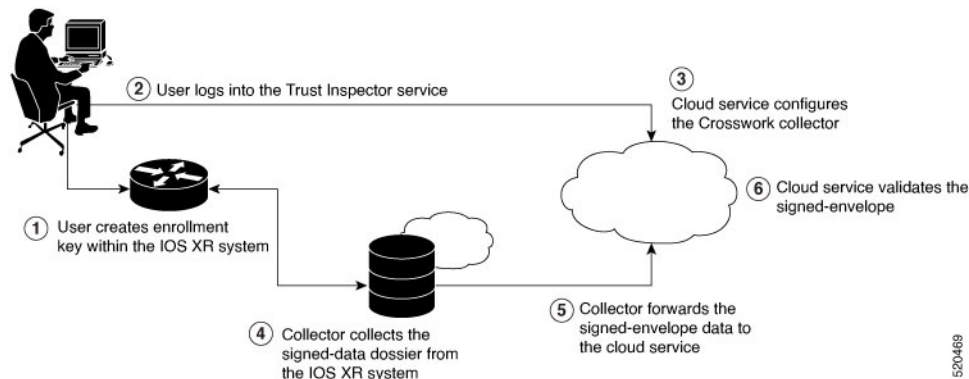 ② User logs into the Trust Inspector service
③
Cloud service configures
the Crosswork collector
⑥ Cloud service validates the
signed-envelope
① User creates enrollment
key within the IOS XR system
④ Collector collects the
signed-data dossier from
the IOS XR system
⑤ Collector forwards the
signed-envelope data to
the cloud service
520469